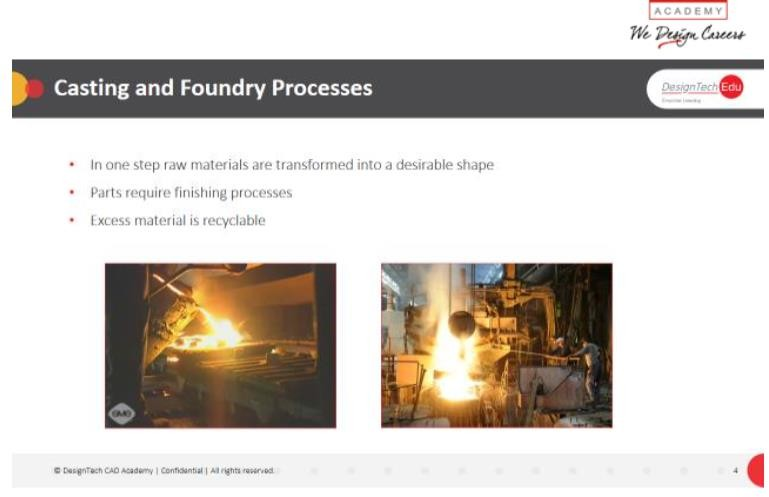 ACADEMY
We Design Careers
Casting and Foundry Processes
DesignTech Edu
• In one step raw materials are transformed into a desirable shape
• Parts require finishing processes
• Excess material is recyclable
© DesignTech CAD Academy | Confidential | All rights reserved.
4